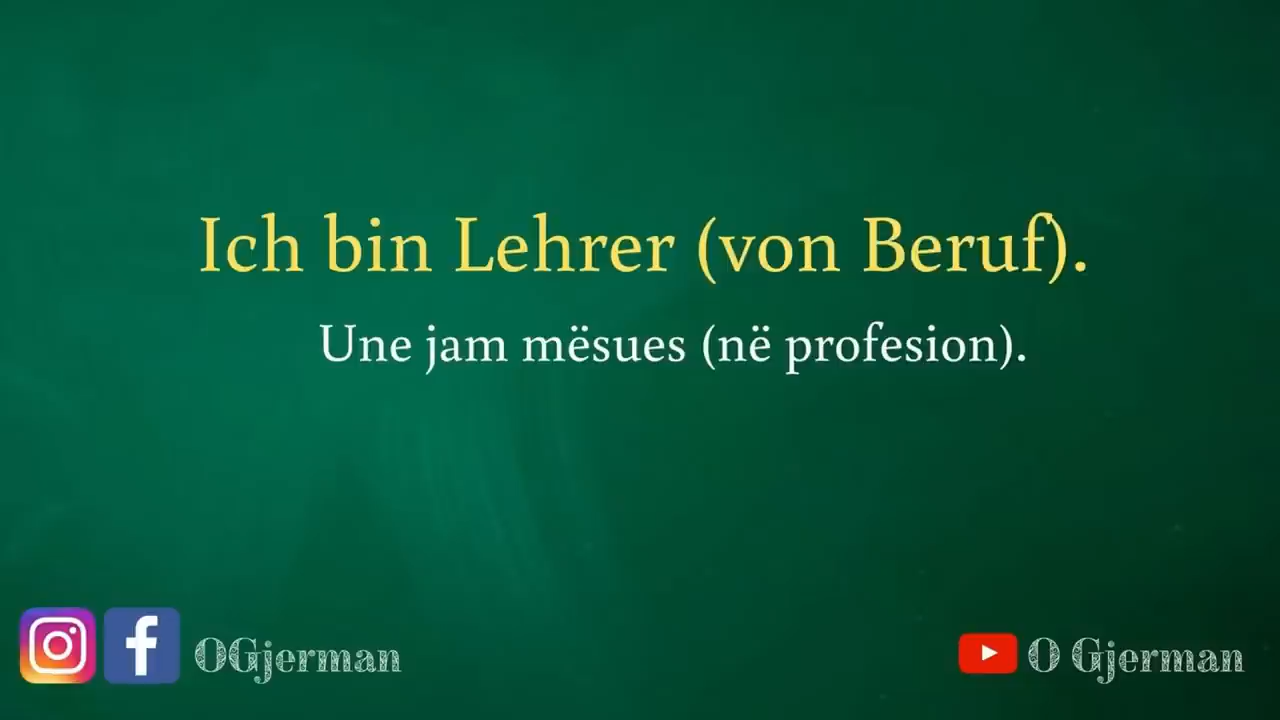 Ich bin Lehrer (von Beruf).
Une jam mësues (në profesion).
OGjerman
O Gjerman